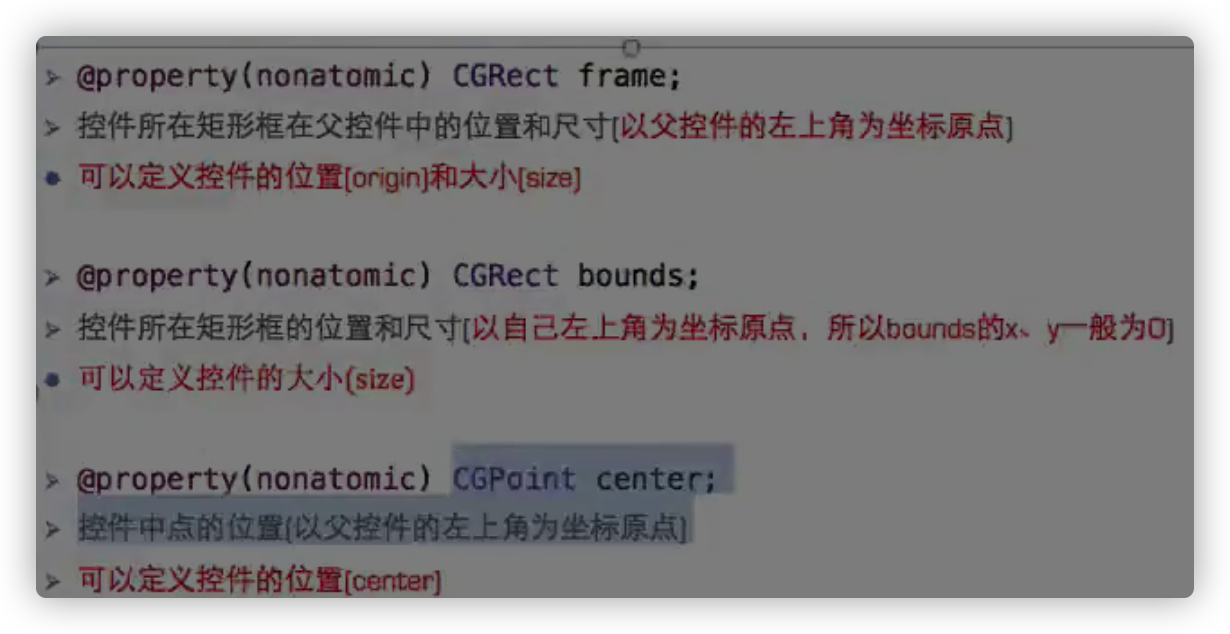 @property(nonatomic) CGRect frame;
控件所在矩形框在父控件中的位置和尺寸(以父控件的左上角为坐标原点)
可以定义控件的位置(origin)和大小(size)
@property(nonatomic) CGRect bounds;
控件所在矩形框的位置和尺寸(以自己左上角为坐标原点，所以bounds的x、y一般为0)
可以定义控件的大小(size)
@property(nonatomic) CGPoint center;
控件中点的位置(以父控件的左上角为坐标原点)
可以定义控件的位置(center)